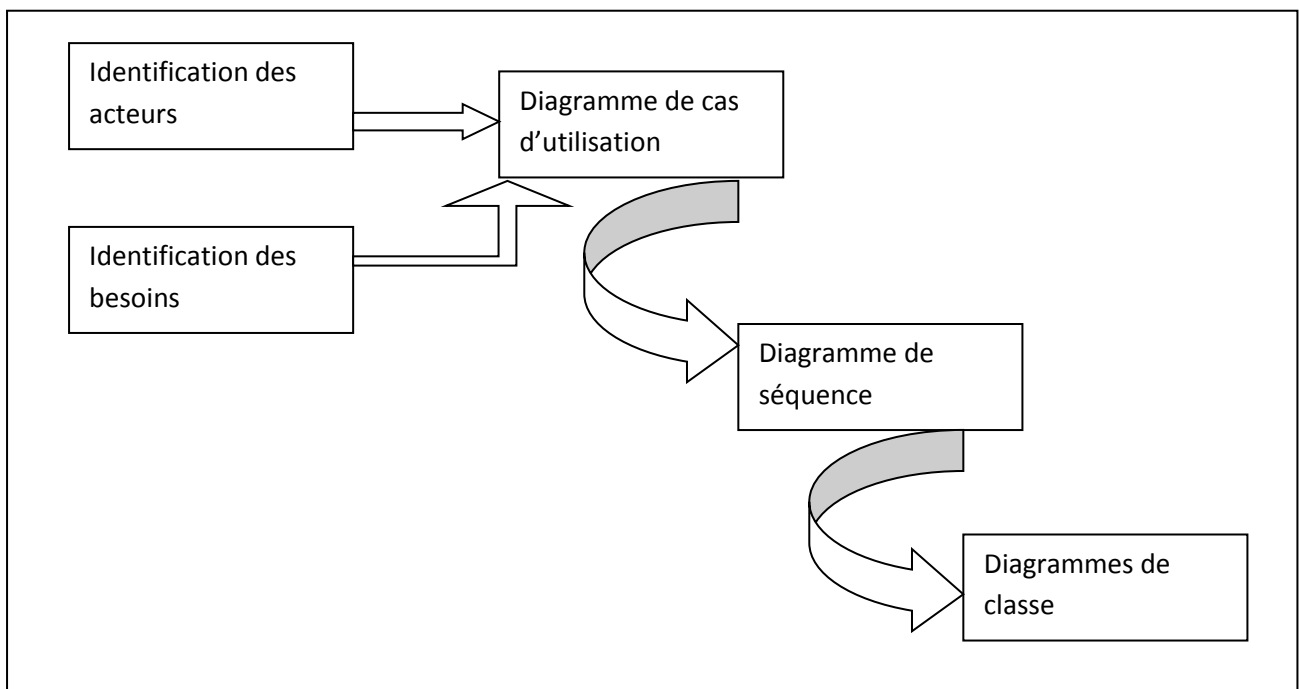 Identification des
acteurs
Diagramme de cas
d’utilisation
Identification des
besoins
Diagramme de
séquence
Diagrammes de
classe